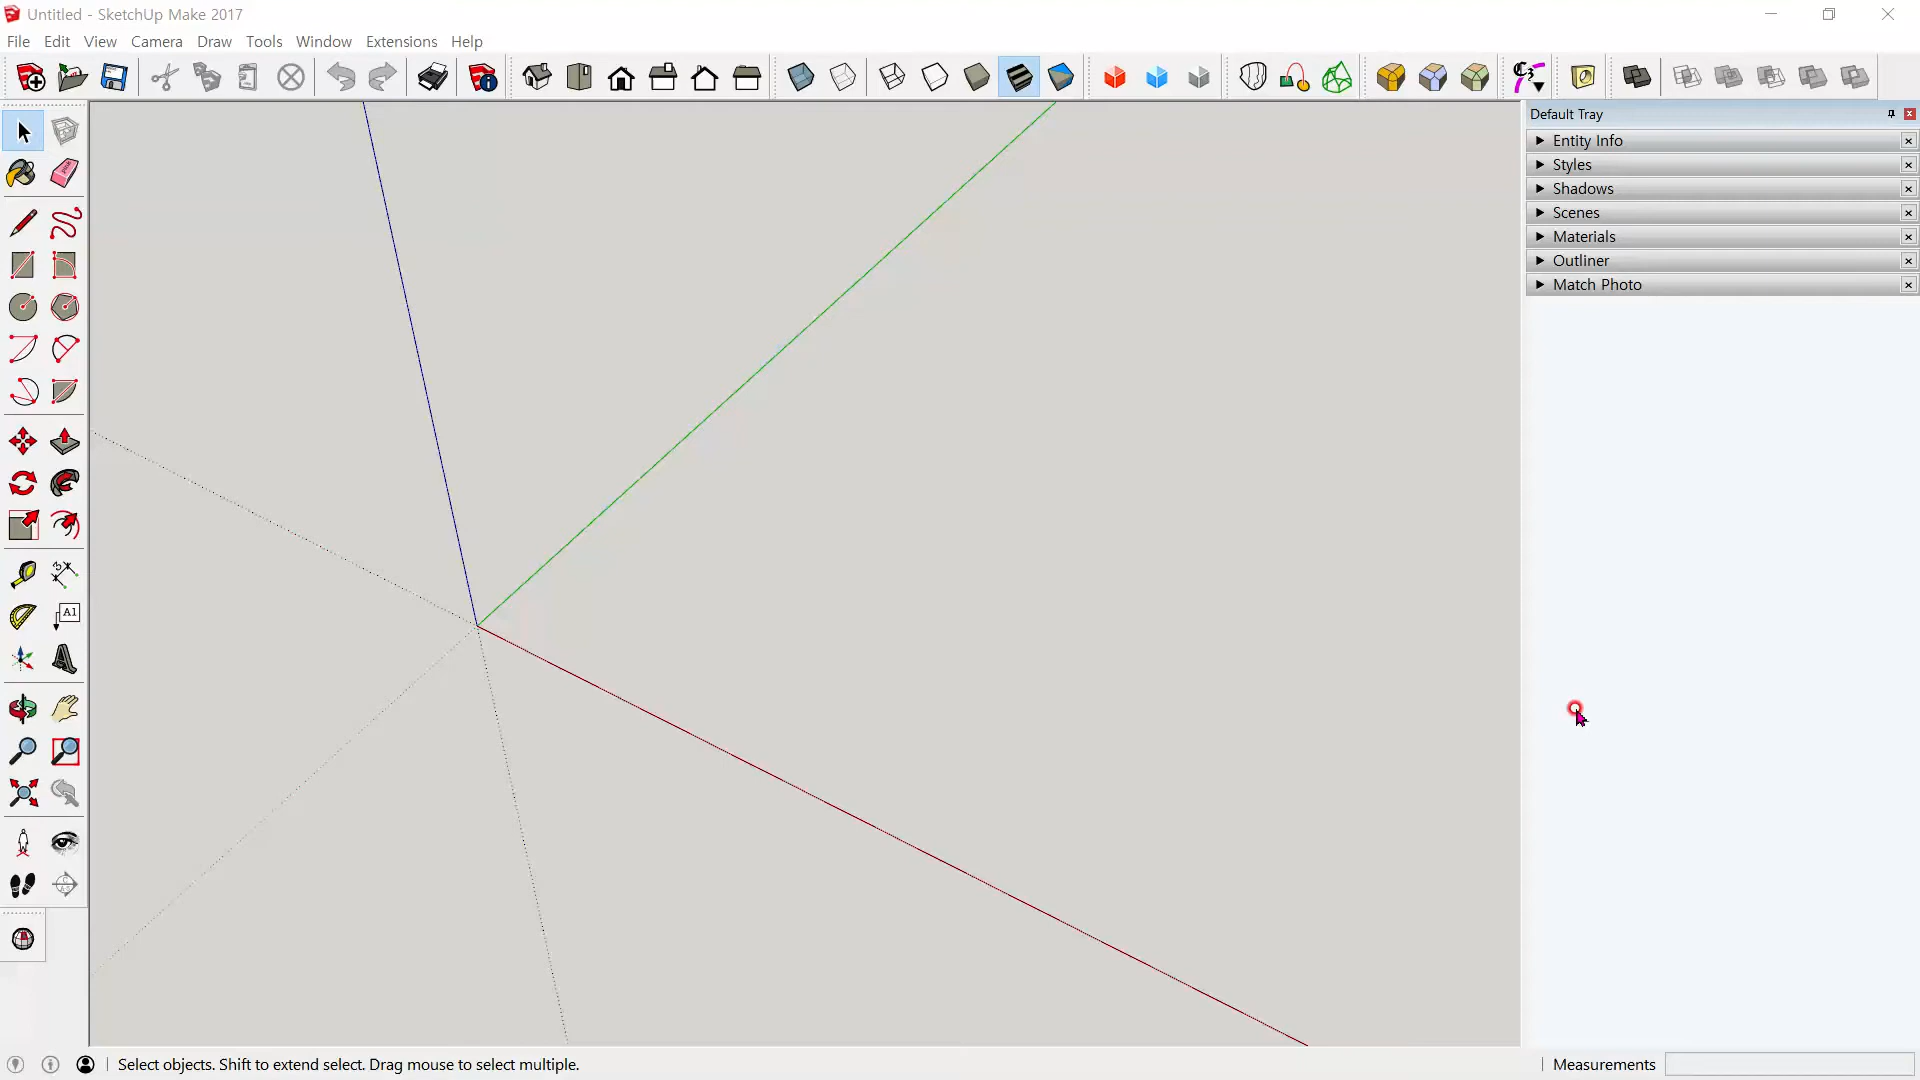 Untitled - SketchUp Make 2017
File Edit View Camera Draw Tools Window Extensions Help
Default Tray
Entity Info
Styles
Shadows
Scenes
Materials
Outliner
Match Photo
A1
Select objects. Shift to extend select. Drag mouse to select multiple.
Measurements